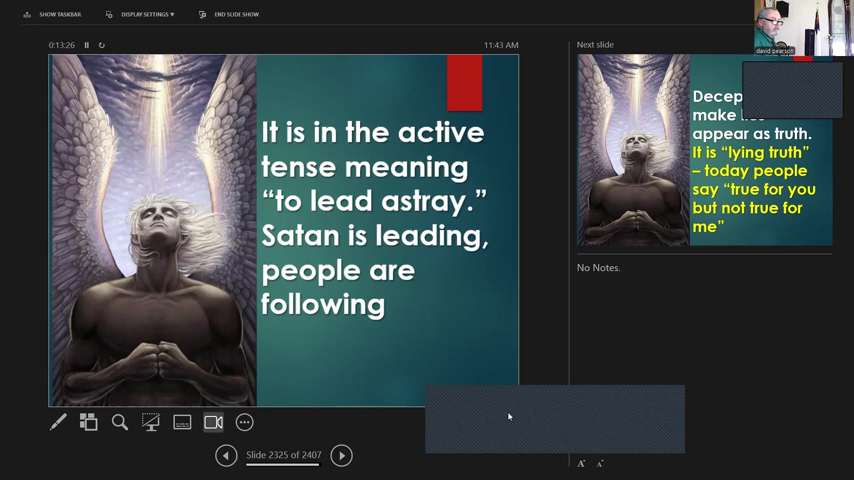 SHOW TASKBAR
DISPLAY SETTINGS ▼
END SLIDE SHOW
david pearson
0:13:26
11:43 AM
It is in the active
tense meaning
“to lead astray.”
Satan is leading,
people are
following
Slide 2325 of 2407
Next slide
make
appear as truth.
It is “lying truth”
– today people
say “true for you
but not true for
me”
No Notes.
A A